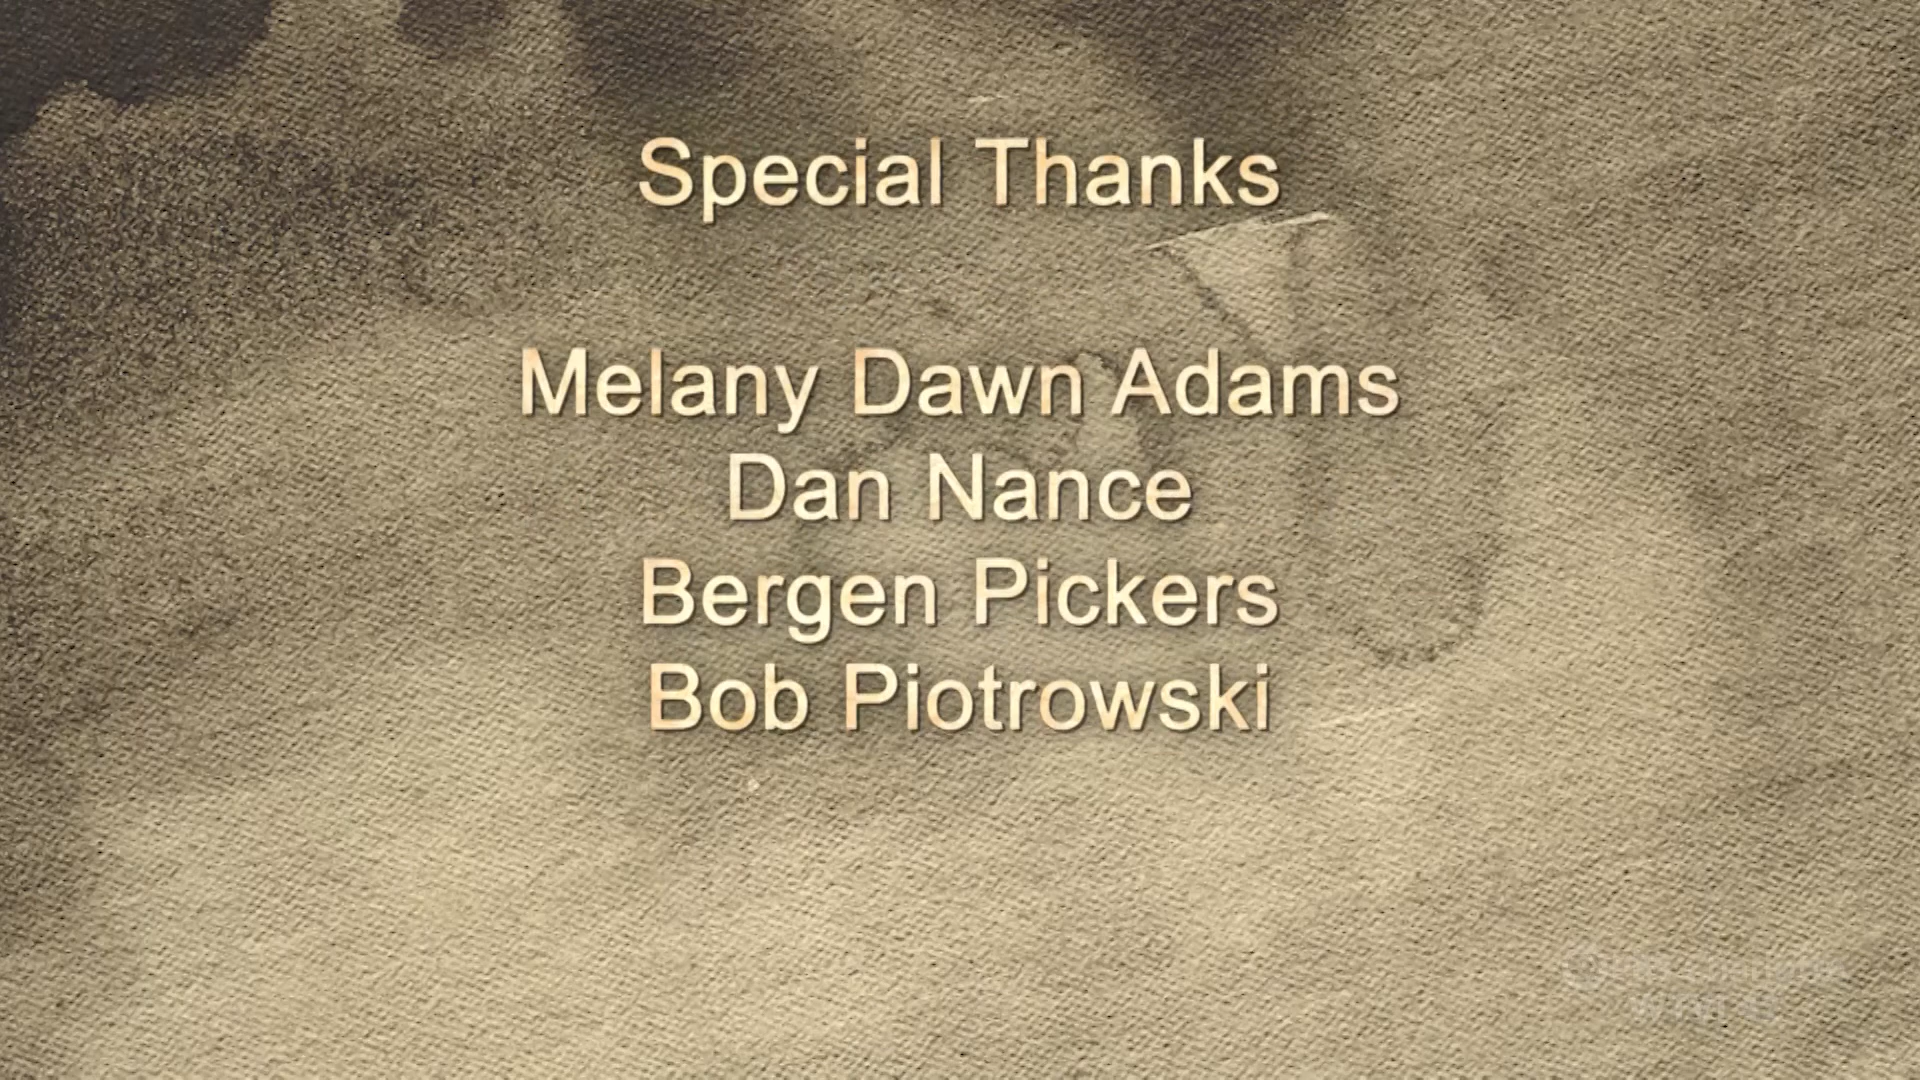 Special Thanks
Melany Dawn Adams
Dan Nance
Bergen Pickers
Bob Piotrowski